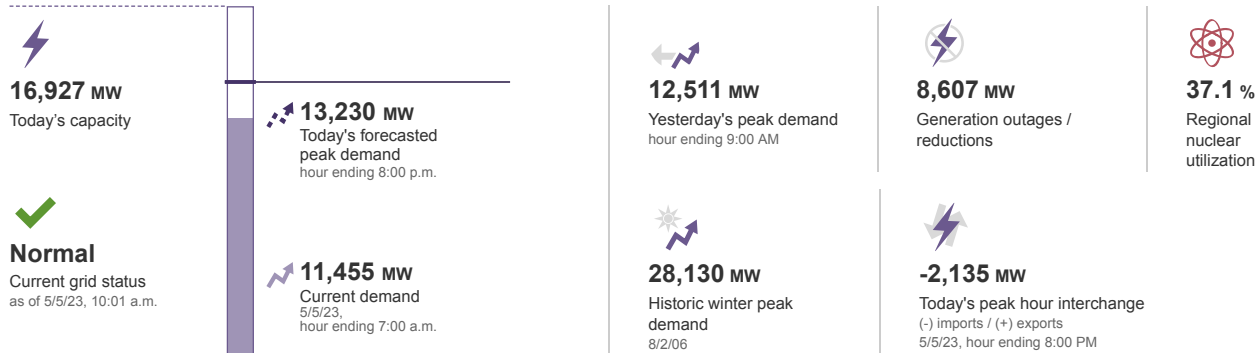 16,927 MW
Today's capacity
Normal
Current grid status
as of 5/5/23, 10:01 a.m.
13,230 MW
Today's forecasted
peak demand
hour ending 8:00 p.m.
11,455 MW
Current demand
5/5/23,
hour ending 7:00 a.m.
12,511 MW
Yesterday's peak demand
hour ending 9:00 AM
8,607 MW
Generation outages /
reductions
37.1 %
Regional
nuclear
utilization
28,130 MW
Historic winter peak
demand
8/2/06
-2,135 MW
Today's peak hour interchange
(-) imports / (+) exports
5/5/23, hour ending 8:00 PM